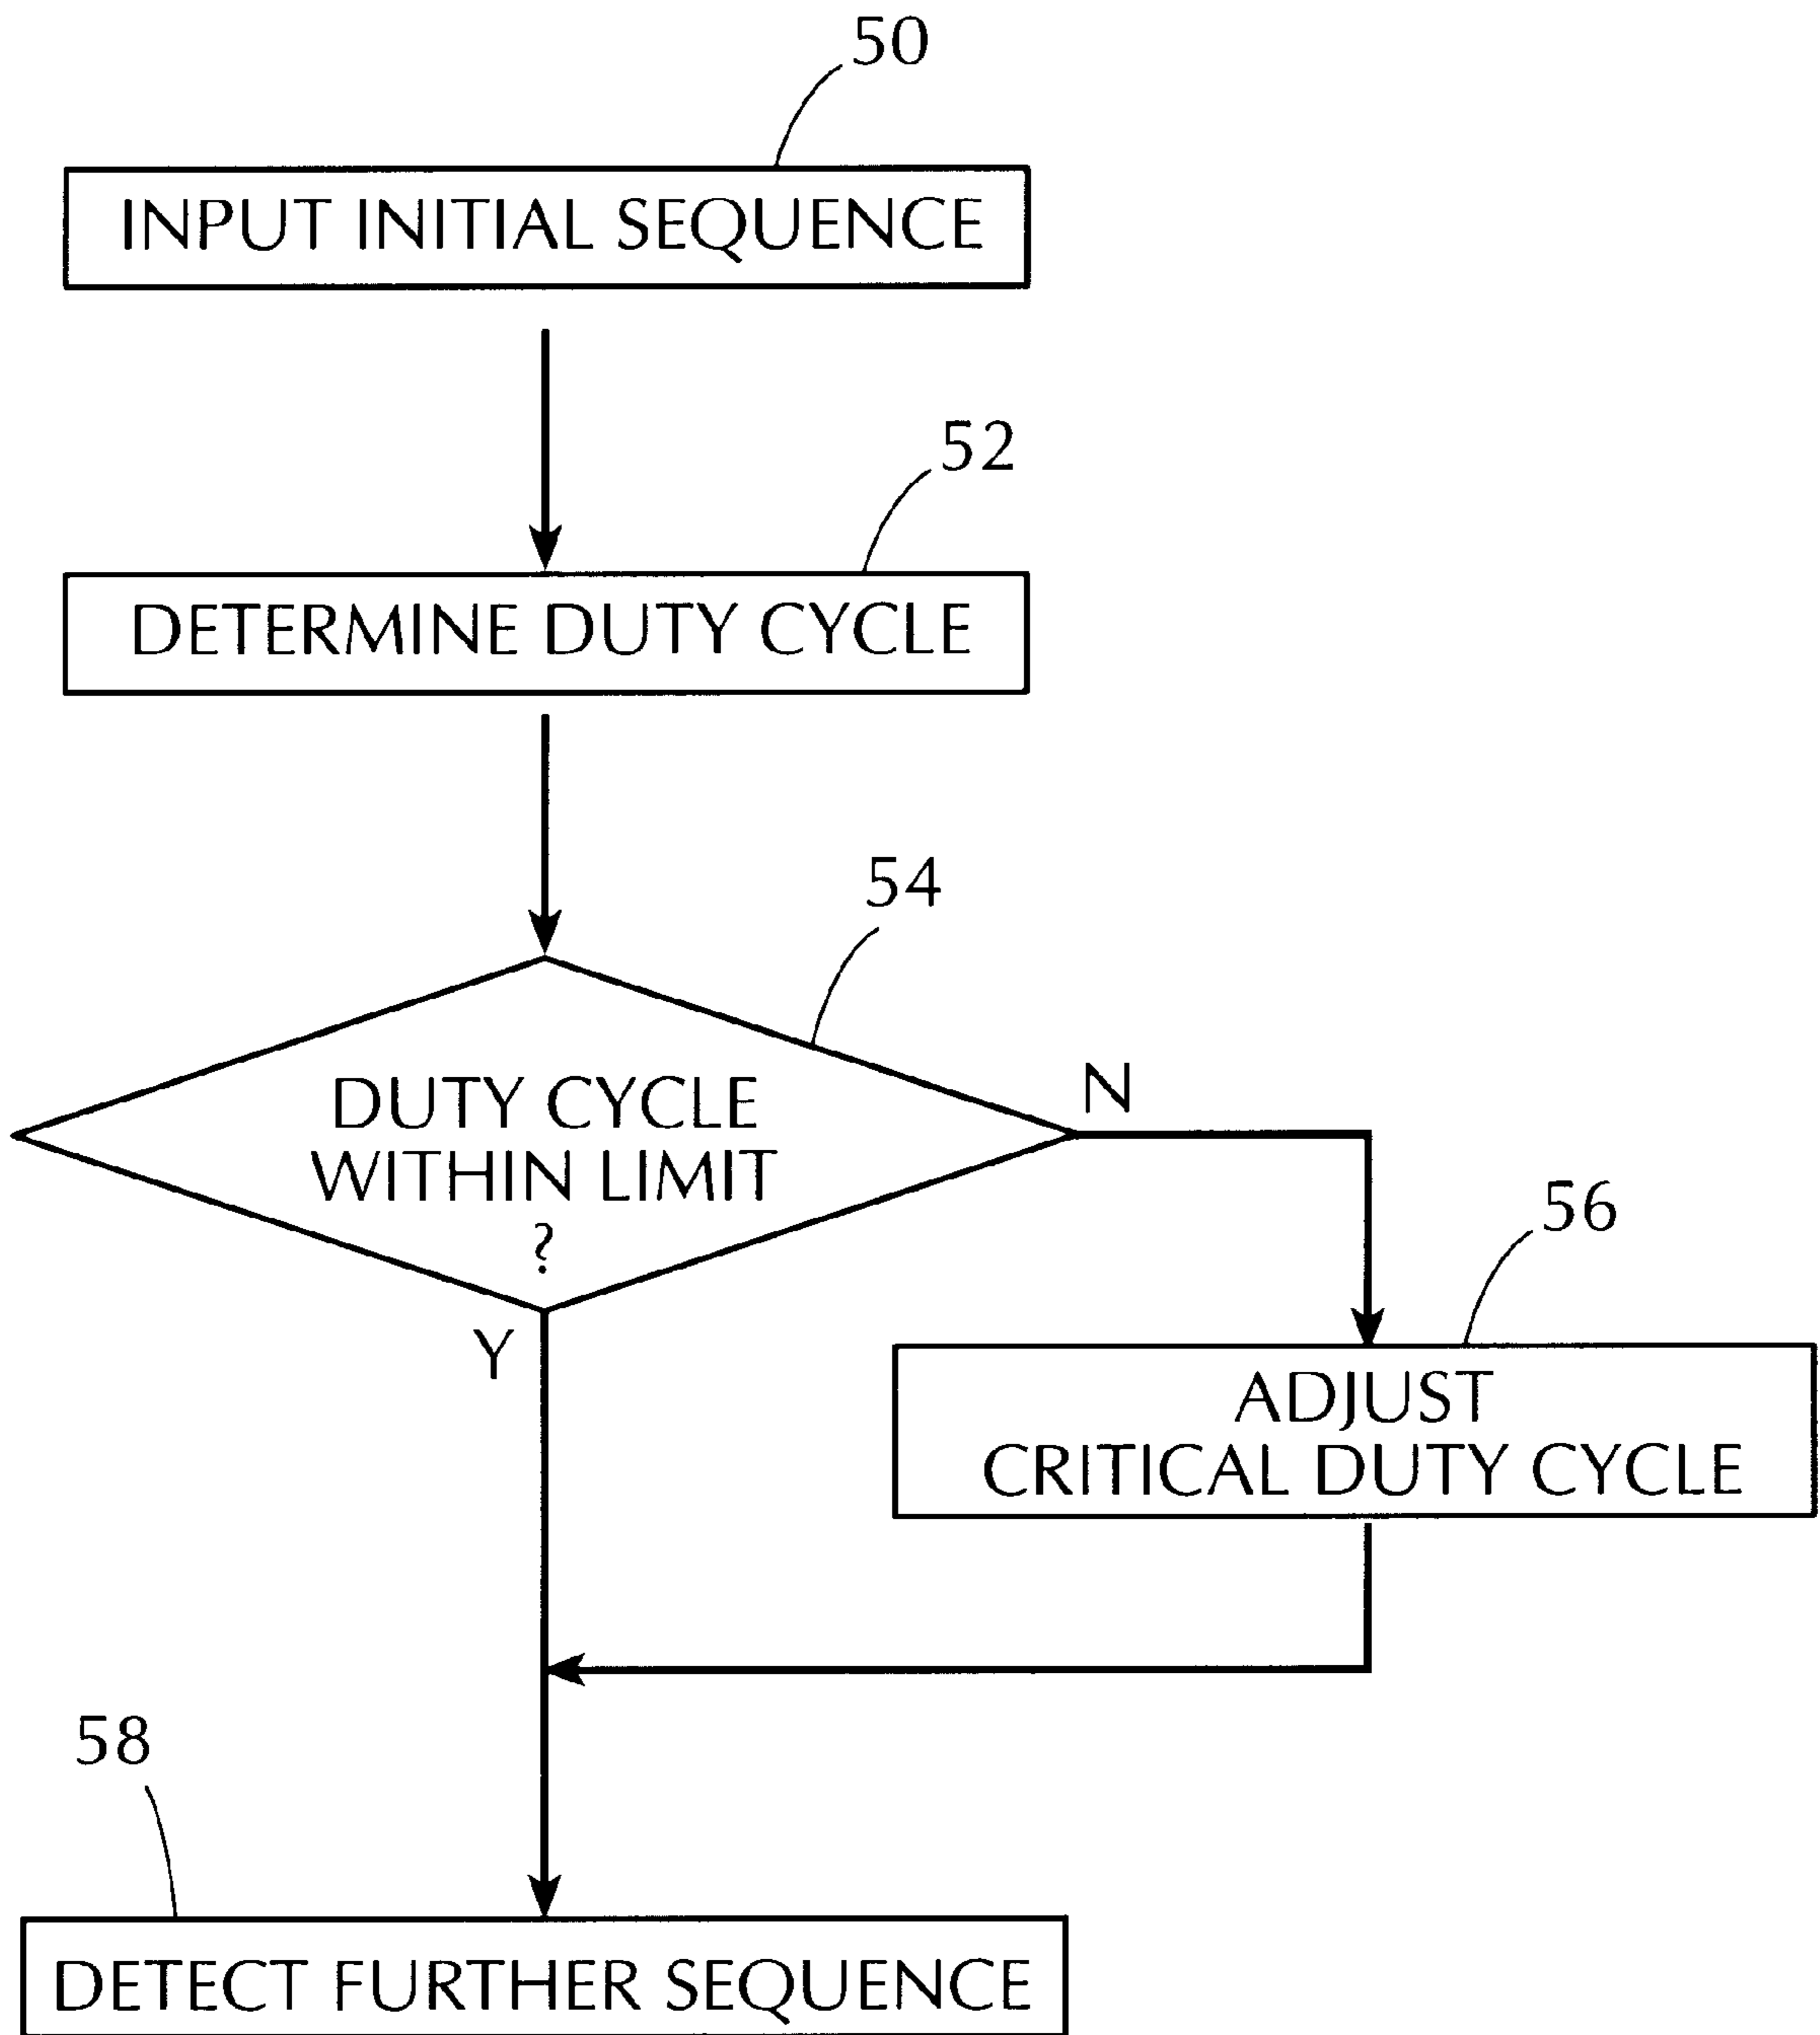 50
INPUT INITIAL SEQUENCE
52
DETERMINE DUTY CYCLE
54
DUTY CYCLE
WITHIN LIMIT
?
N
Y
56
ADJUST
CRITICAL DUTY CYCLE
58
DETECT FURTHER SEQUENCE